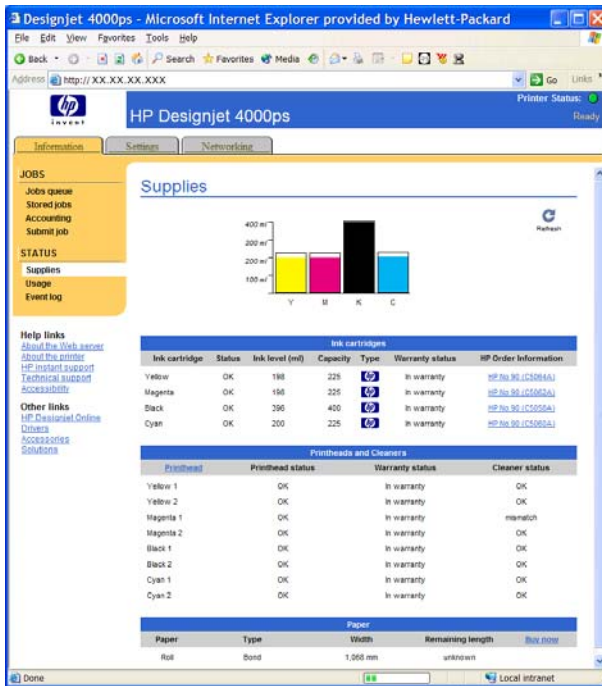 Designjet 4000ps - Microsoft Internet Explorer provided by Hewlett-Packard
File Edit View Favorites Tools Help
Back Search Favorites Media
Address http://XX.XX.XX.XXX Go Links
hp
invent
HP Designjet 4000ps
Printer Status:
Ready
Information Settings Networking
JOBS
Jobs queue
Stored jobs
Accounting
Submit job
STATUS
Supplies
Usage
Event log
Help links
About the Web server
About the printer
HP instant support
Technical support
Accessibility
Other links
HP Designjet Online
Drivers
Accessories
Solutions
Supplies
Refresh
400 ml
200 ml
200 ml
100 ml
Y M K C
Ink cartridges
Ink cartridge Status Ink level (ml) Capacity Type Warranty status HP Order Information
Yellow OK 198 225 hp In warranty HP No.90 (C5064A)
Magenta OK 198 225 hp In warranty HP No.90 (C5062A)
Black OK 396 400 hp In warranty HP No.90 (C5058A)
Cyan OK 200 225 hp In warranty HP No.90 (C5060A)
Printheads and Cleaners
Printhead Printhead status Warranty status Cleaner status
Yellow 1 OK In warranty OK
Yellow 2 OK In warranty OK
Magenta 1 OK In warranty mismatch
Magenta 2 OK In warranty OK
Black 1 OK In warranty OK
Black 2 OK In warranty OK
Cyan 1 OK In warranty OK
Cyan 2 OK In warranty OK
Paper
Paper Type Width Remaining length Buy now
Roll Bond 1,068 mm unknown
Done Local intranet